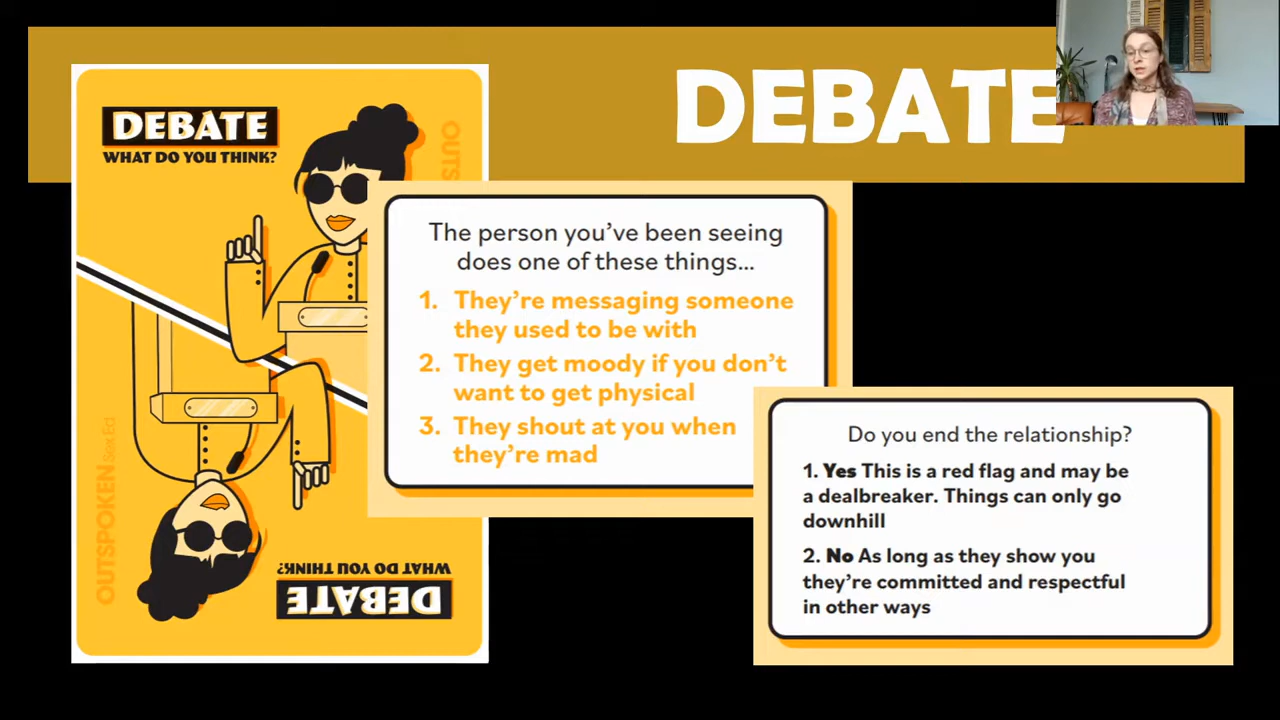 DEBATE
DEBATE
WHAT DO YOU THINK?
OUTS
The person you've been seeing
does one of these things...
1. They're messaging someone
they used to be with
2. They get moody if you don't
want to get physical
3. They shout at you when
they're mad
Do you end the relationship?
1. Yes This is a red flag and may be
a dealbreaker. Things can only go
downhill
2. No As long as they show you
they're committed and respectful
in other ways
OUTSPOKEN Sex Ed
WHAT DO YOU THINK?
DEBATE